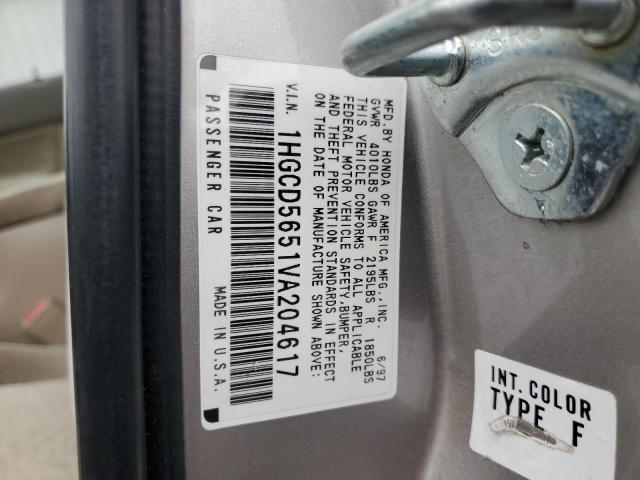 MFD. BY HONDA OF AMERICA MFG., INC. 6/97
GVWR 4010LBS GAWR F 2195LBS R 1850LBS
THIS VEHICLE CONFORMS TO ALL APPLICABLE
FEDERAL MOTOR VEHICLE SAFETY, BUMPER,
AND THEFT PREVENTION STANDARDS IN EFFECT
ON THE DATE OF MANUFACTURE SHOWN ABOVE:
V.I.N. 1HGCD5651VA204617
PASSENGER CAR MADE IN U.S.A.
SRS
INT. COLOR
TYPE F